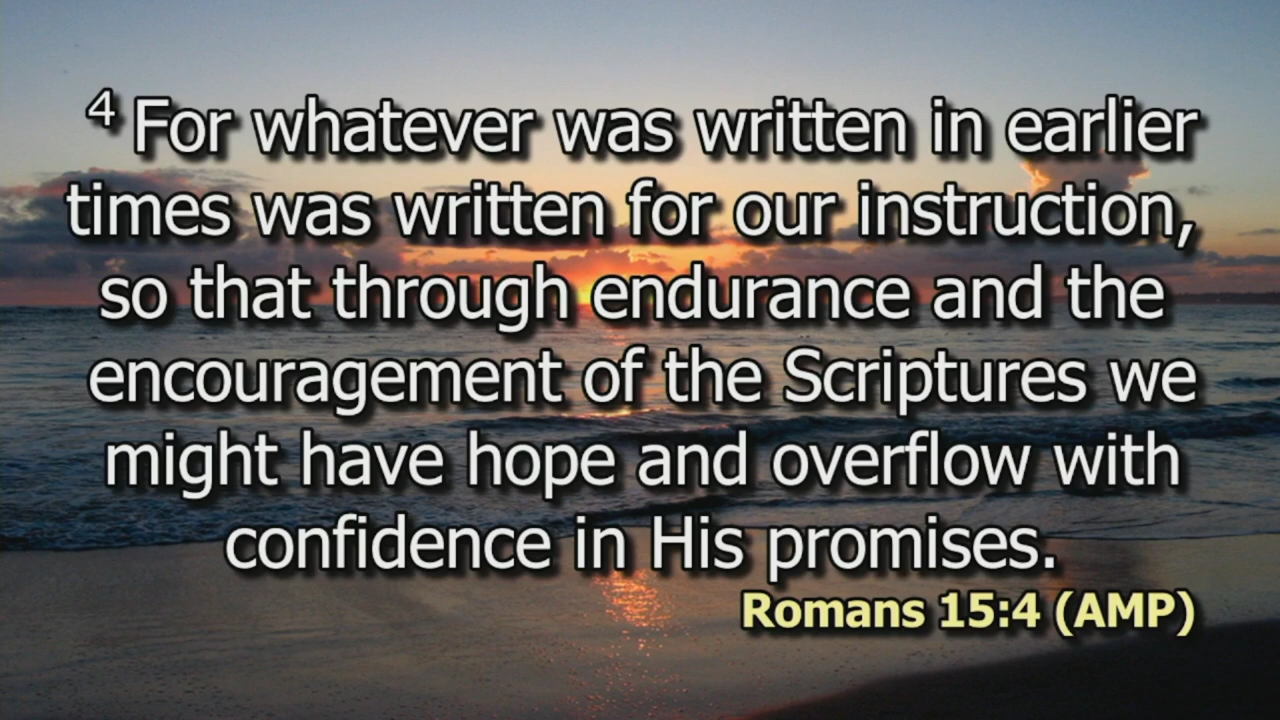 4 For whatever was written in earlier
times was written for our instruction,
so that through endurance and the
encouragement of the Scriptures we
might have hope and overflow with
confidence in His promises.
Romans 15:4 (AMP)